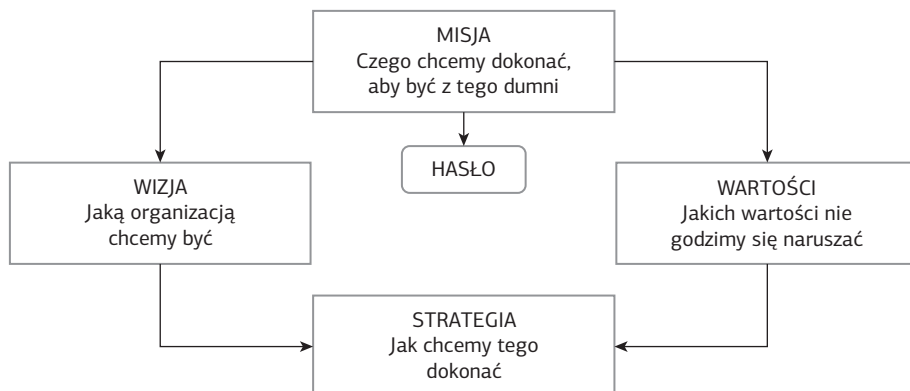 MISJA
Czego chcemy dokonać,
aby być z tego dumni
HASŁO
WIZJA
Jaką organizacją
chcemy być
WARTOŚCI
Jakich wartości nie
godzimy się naruszać
STRATEGIA
Jak chcemy tego
dokonać